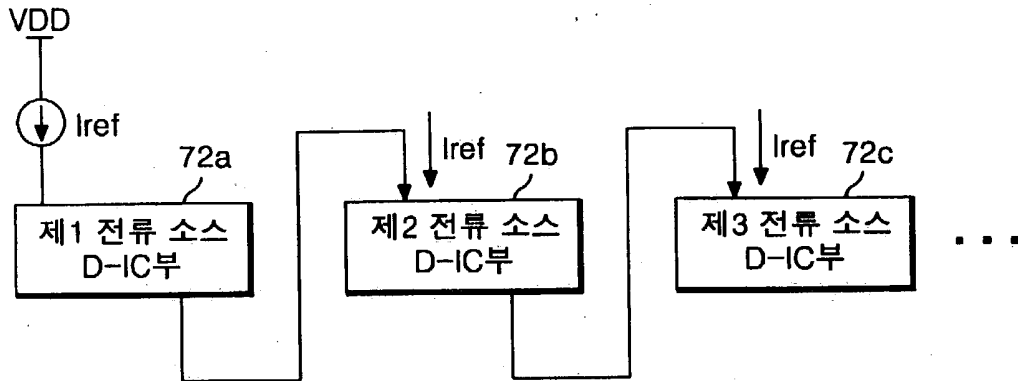 VDD
Iref
72a
제1 전류 소스
D-IC부
Iref
72b
제2 전류 소스
D-IC부
Iref
72c
제3 전류 소스
D-IC부